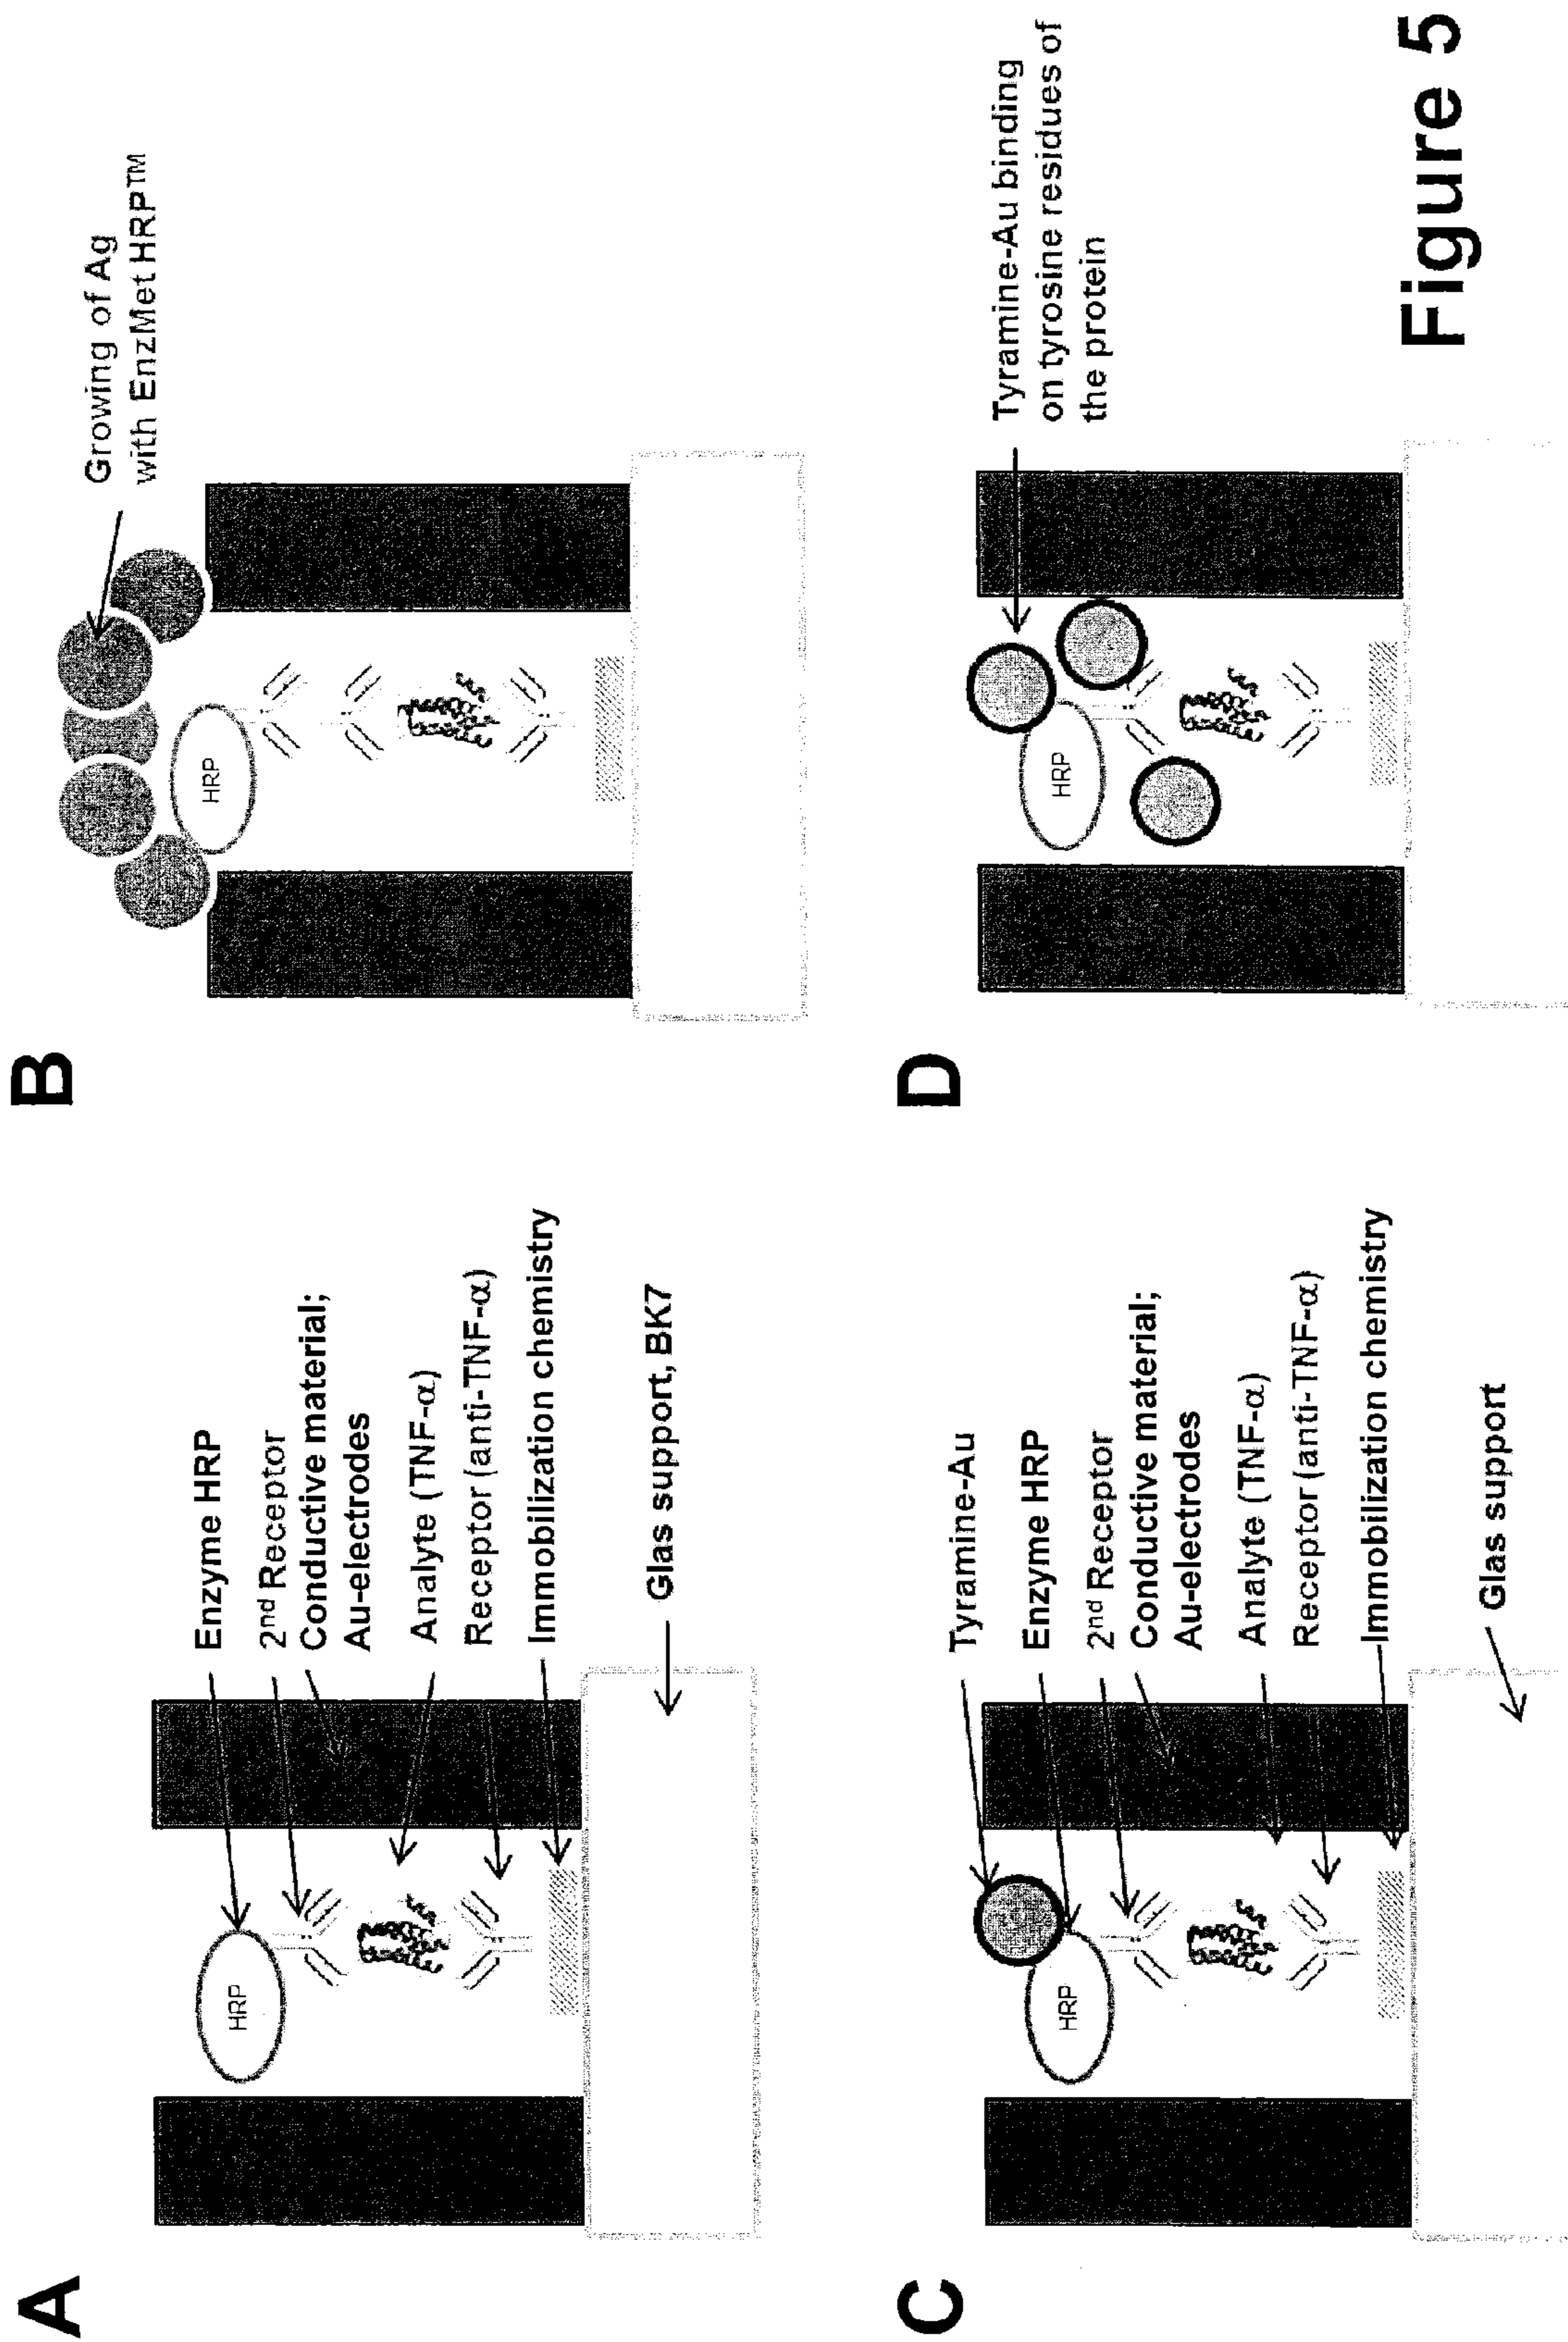 A
Enzyme HRP
2nd Receptor
Conductive material;
Au-electrodes
Analyte (TNF-α)
Receptor (anti-TNF-α)
Immobilization chemistry
Glas support, BK7
HRP
B
Growing of Ag
with EnzMet HRP™
HRP
C
Tyramine-Au
Enzyme HRP
2nd Receptor
Conductive material;
Au-electrodes
Analyte (TNF-α)
Receptor (anti-TNF-α)
Immobilization chemistry
Glas support
HRP
D
Tyramine-Au binding
on tyrosine residues of
the protein
HRP
Figure 5